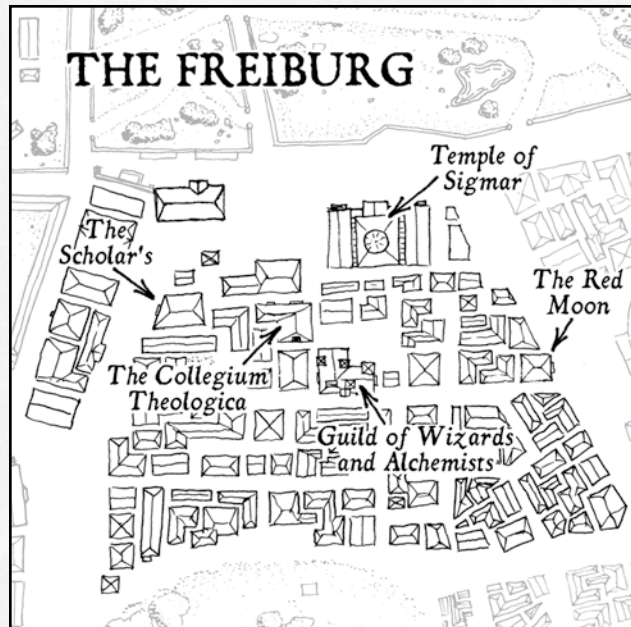 THE FREIBURG
Temple of
Sigmar
The
Scholar's
The Red
Moon
The Collegium
Theologica
Guild of Wizards
and Alchemists